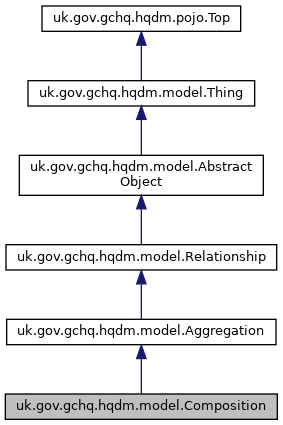 uk.gov.gchq.hqdm.pojo.Top
uk.gov.gchq.hqdm.model.Thing
uk.gov.gchq.hqdm.model.Abstract
Object
uk.gov.gchq.hqdm.model.Relationship
uk.gov.gchq.hqdm.model.Aggregation
uk.gov.gchq.hqdm.model.Composition